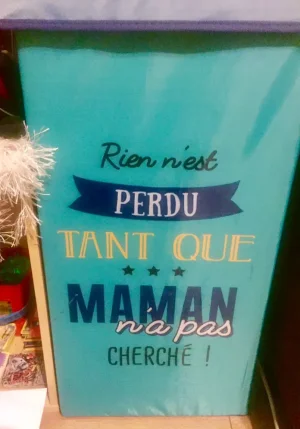 Rien n'est
PERDU
TANT QUE
MAMAN
n'a pas
CHERCHÉ !